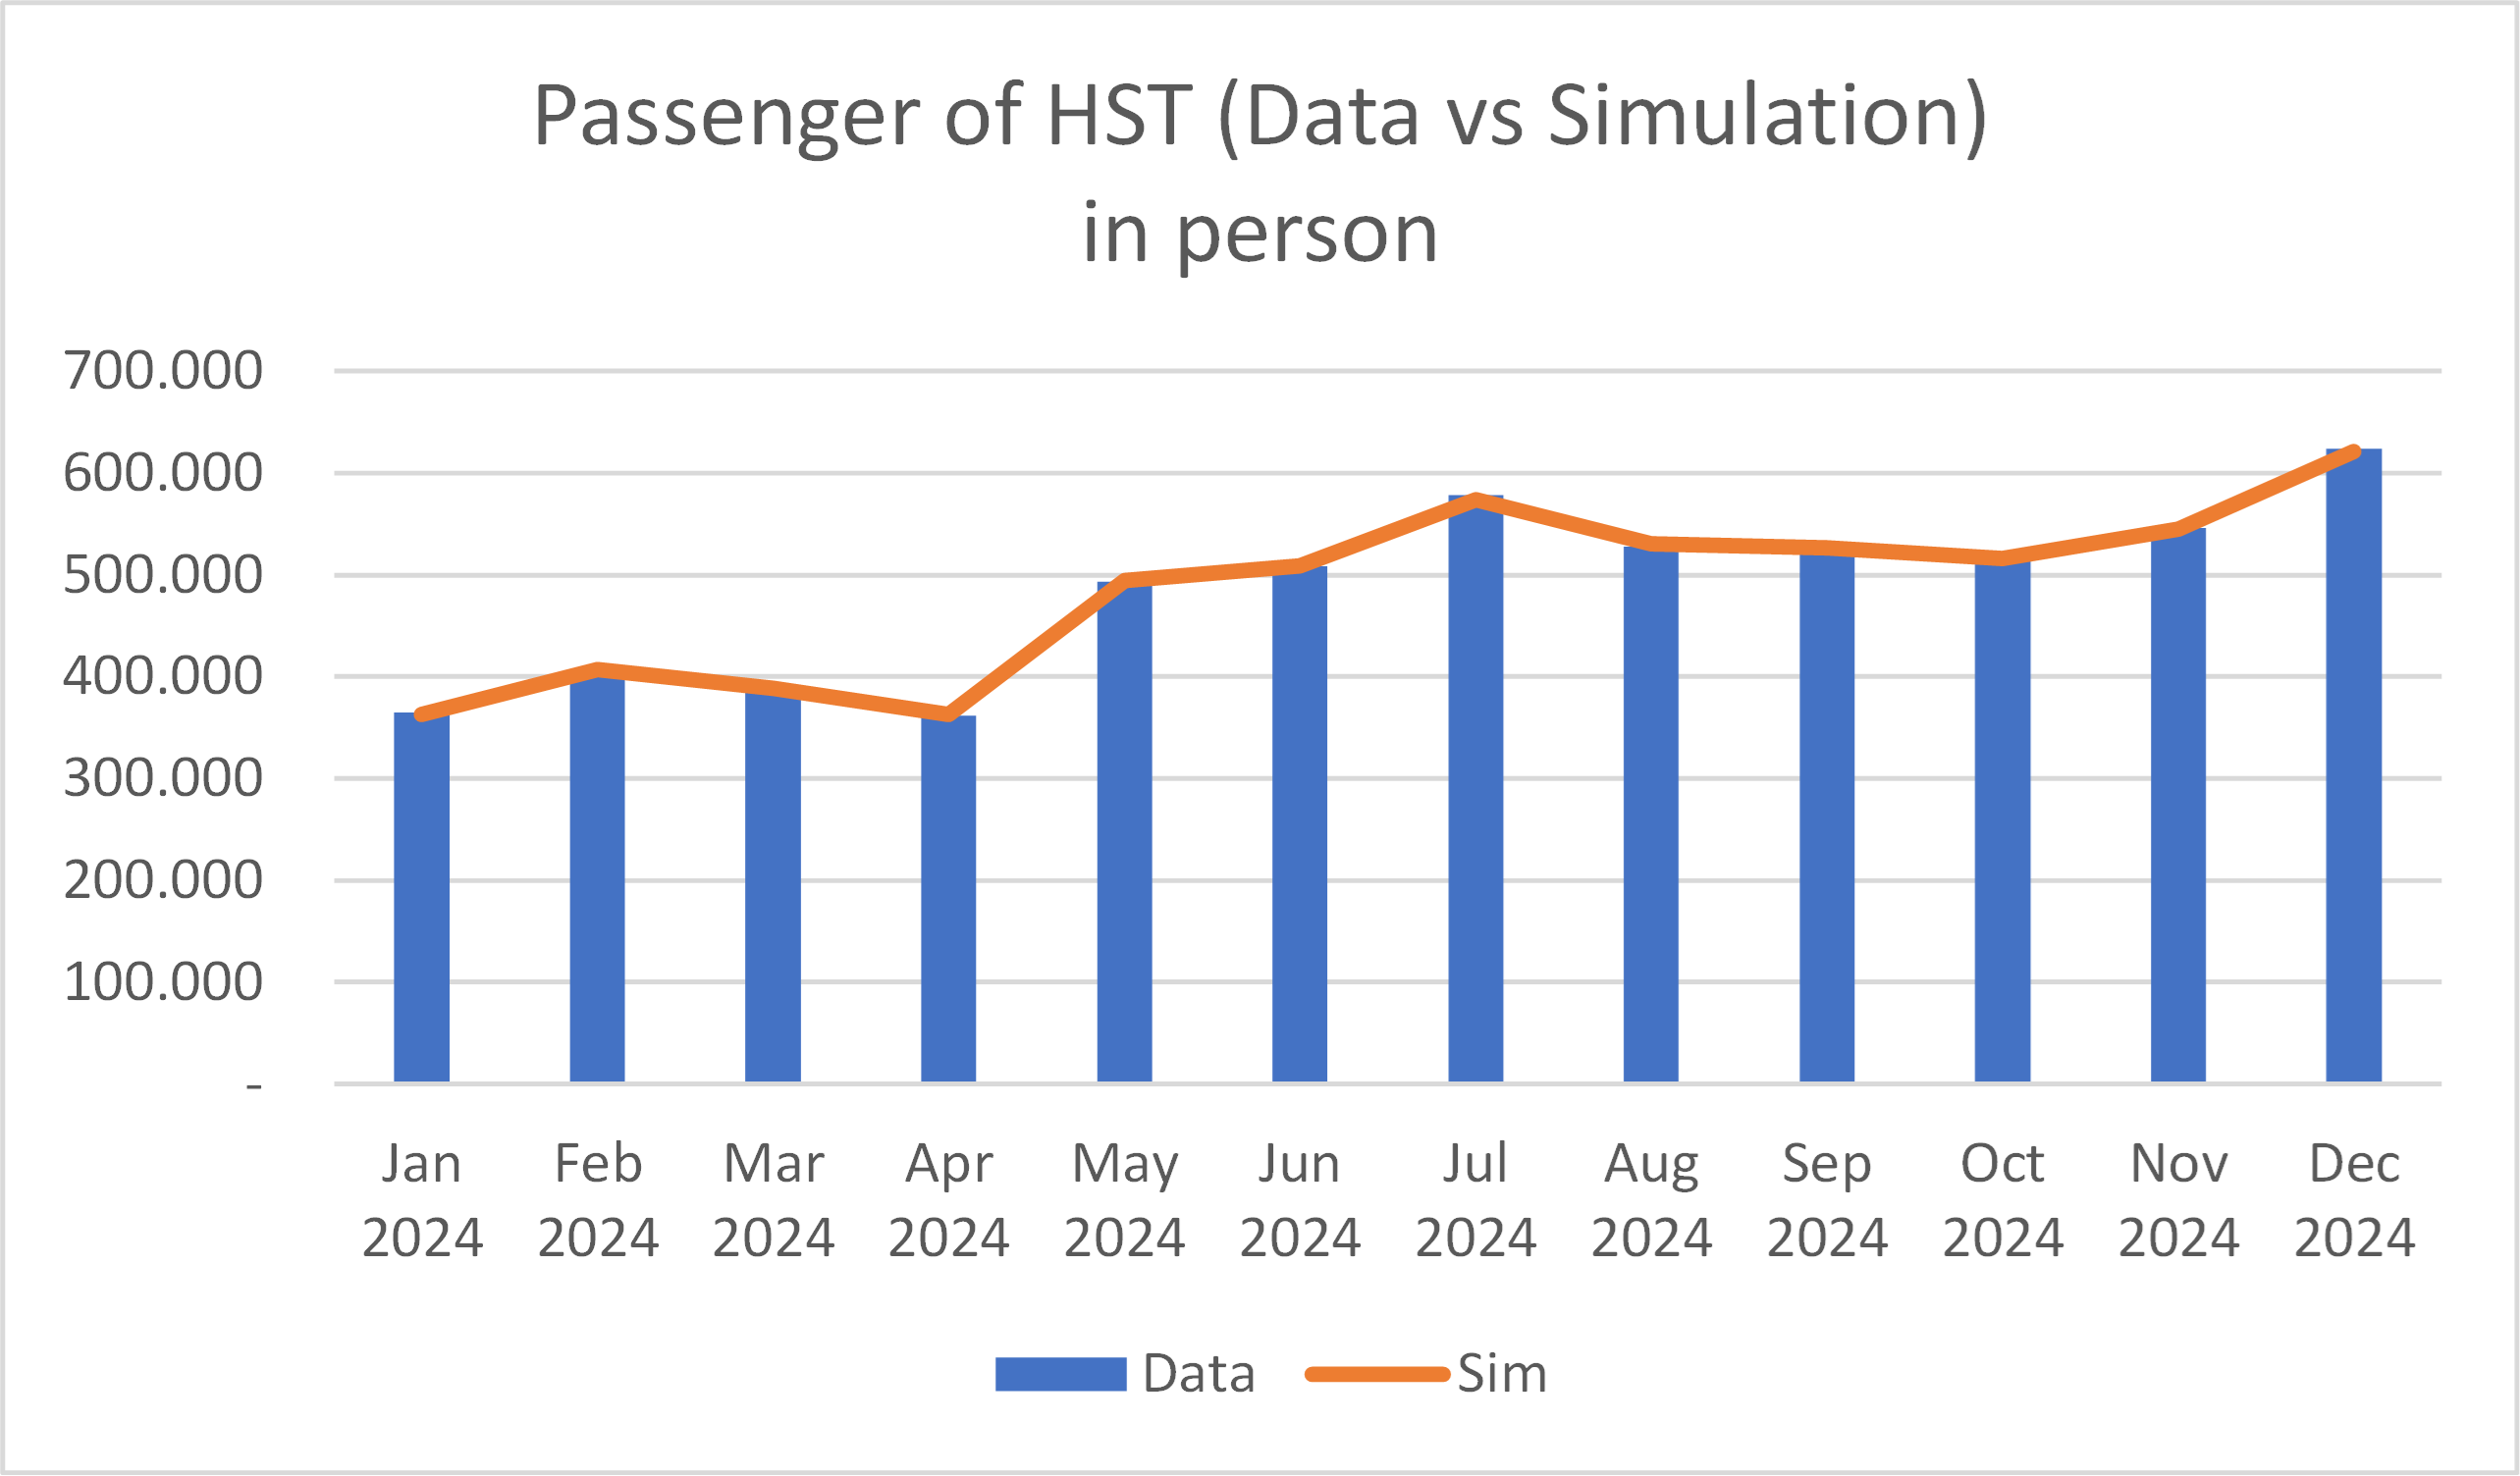 Passenger of HST (Data vs Simulation)
in person
700.000
600.000
500.000
400.000
300.000
200.000
100.000
-
Jan Feb Mar Apr May Jun Jul Aug Sep Oct Nov Dec
2024 2024 2024 2024 2024 2024 2024 2024 2024 2024 2024 2024
Data Sim